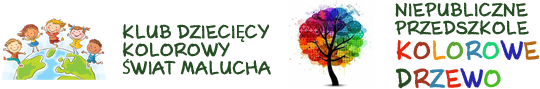 KLUB DZIECIĘCY
KOLOROWY
ŚWIAT MALUCHA
NIEPUBLICZNE
PRZEDSZKOLE
KOLOROWE
DRZEWO